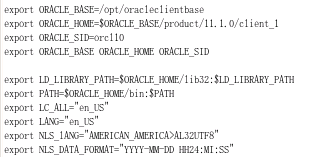 export ORACLE_BASE=/opt/oracleclientbase
export ORACLE_HOME=$ORACLE_BASE/product/11.1.0/client_1
export ORACLE_SID=orcl10
export ORACLE_BASE ORACLE_HOME ORACLE_SID
export LD_LIBRARY_PATH=$ORACLE_HOME/lib32:$LD_LIBRARY_PATH
export PATH=$ORACLE_HOME/bin:$PATH
export LC_ALL="en_US"
export LANG="en_US"
export NLS_lANG="AMERICAN_AMERICA>AL32UTF8"
export NLS_DATA_FORMAT="YYYY-MM-DD HH24:MI:SS"